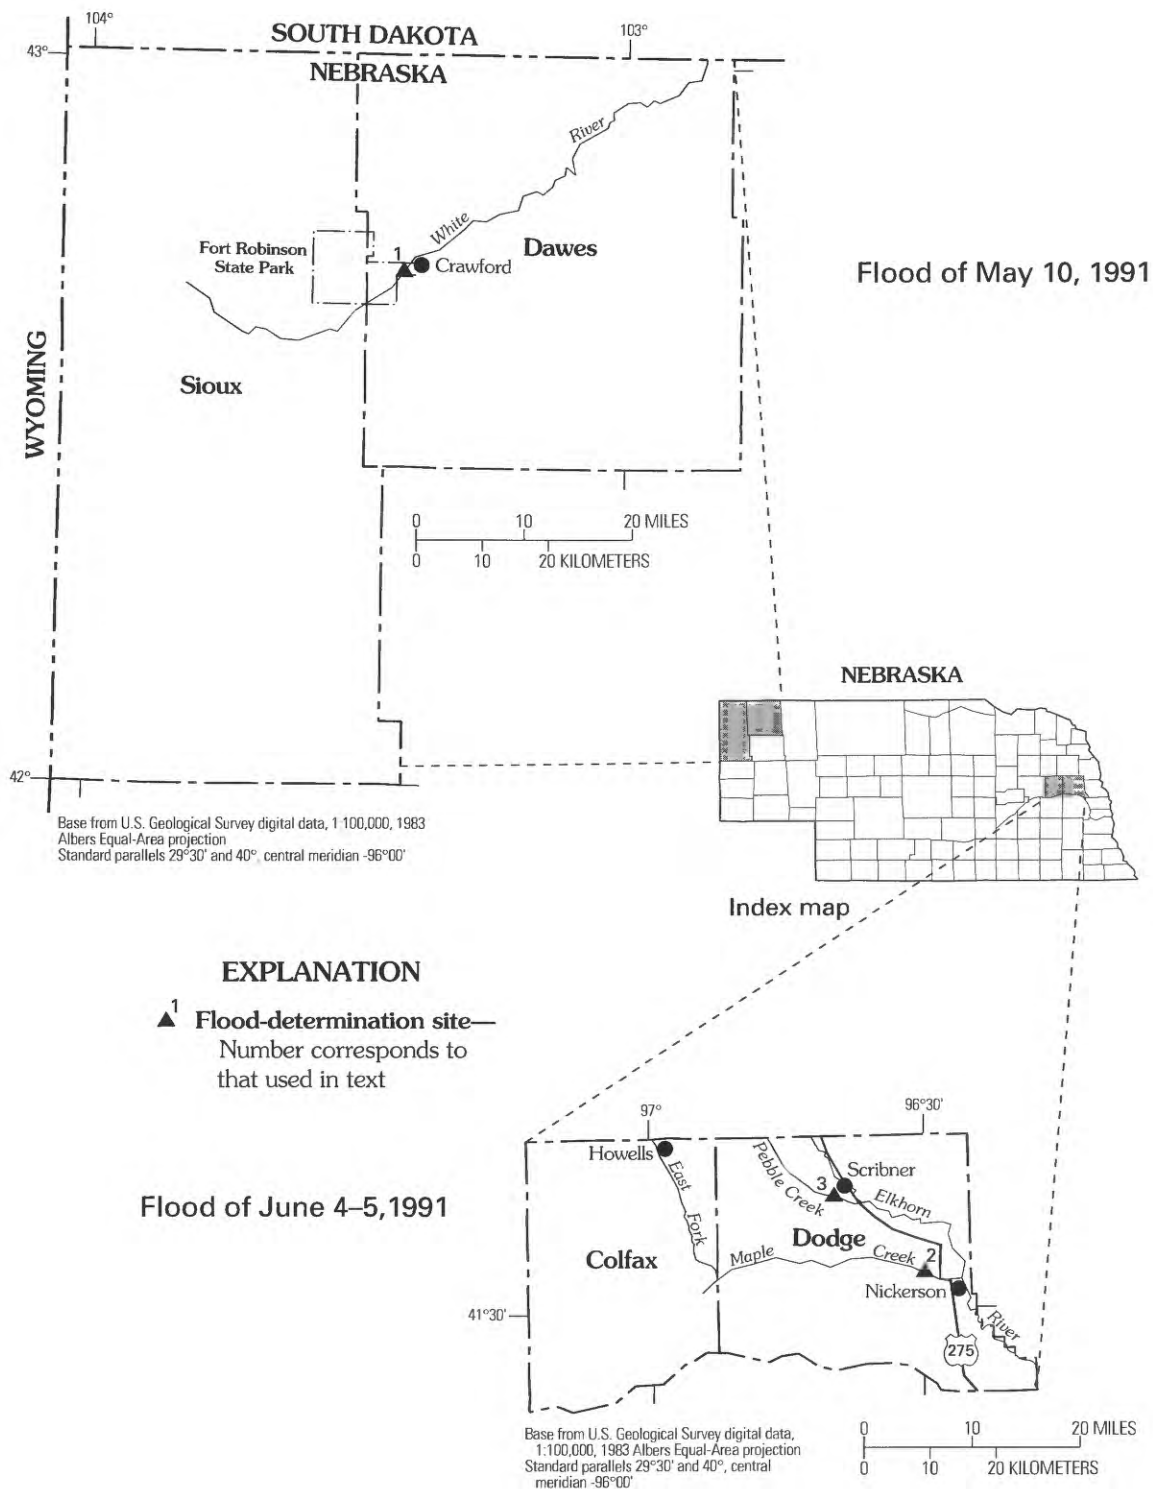 104°
103°
43°
SOUTH DAKOTA
NEBRASKA
River
White
Fort Robinson
State Park
1
Crawford
Dawes
Flood of May 10, 1991
WYOMING
Sioux
0 10 20 MILES
0 10 20 KILOMETERS
NEBRASKA
42°
Base from U.S. Geological Survey digital data, 1:100,000, 1983
Albers Equal-Area projection
Standard parallels 29°30' and 40°, central meridian -96°00'
Index map
EXPLANATION
1
Flood-determination site—
Number corresponds to
that used in text
97°
96°30'
Howells
East
Fork
Pebble Creek
Scribner
3
Elkhorn
Flood of June 4–5,1991
Dodge
Colfax
Maple
Creek
2
Nickerson
41°30'
River
275
Base from U.S. Geological Survey digital data,
1:100,000, 1983 Albers Equal-Area projection
Standard parallels 29°30' and 40°, central
meridian -96°00'
0 10 20 MILES
0 10 20 KILOMETERS